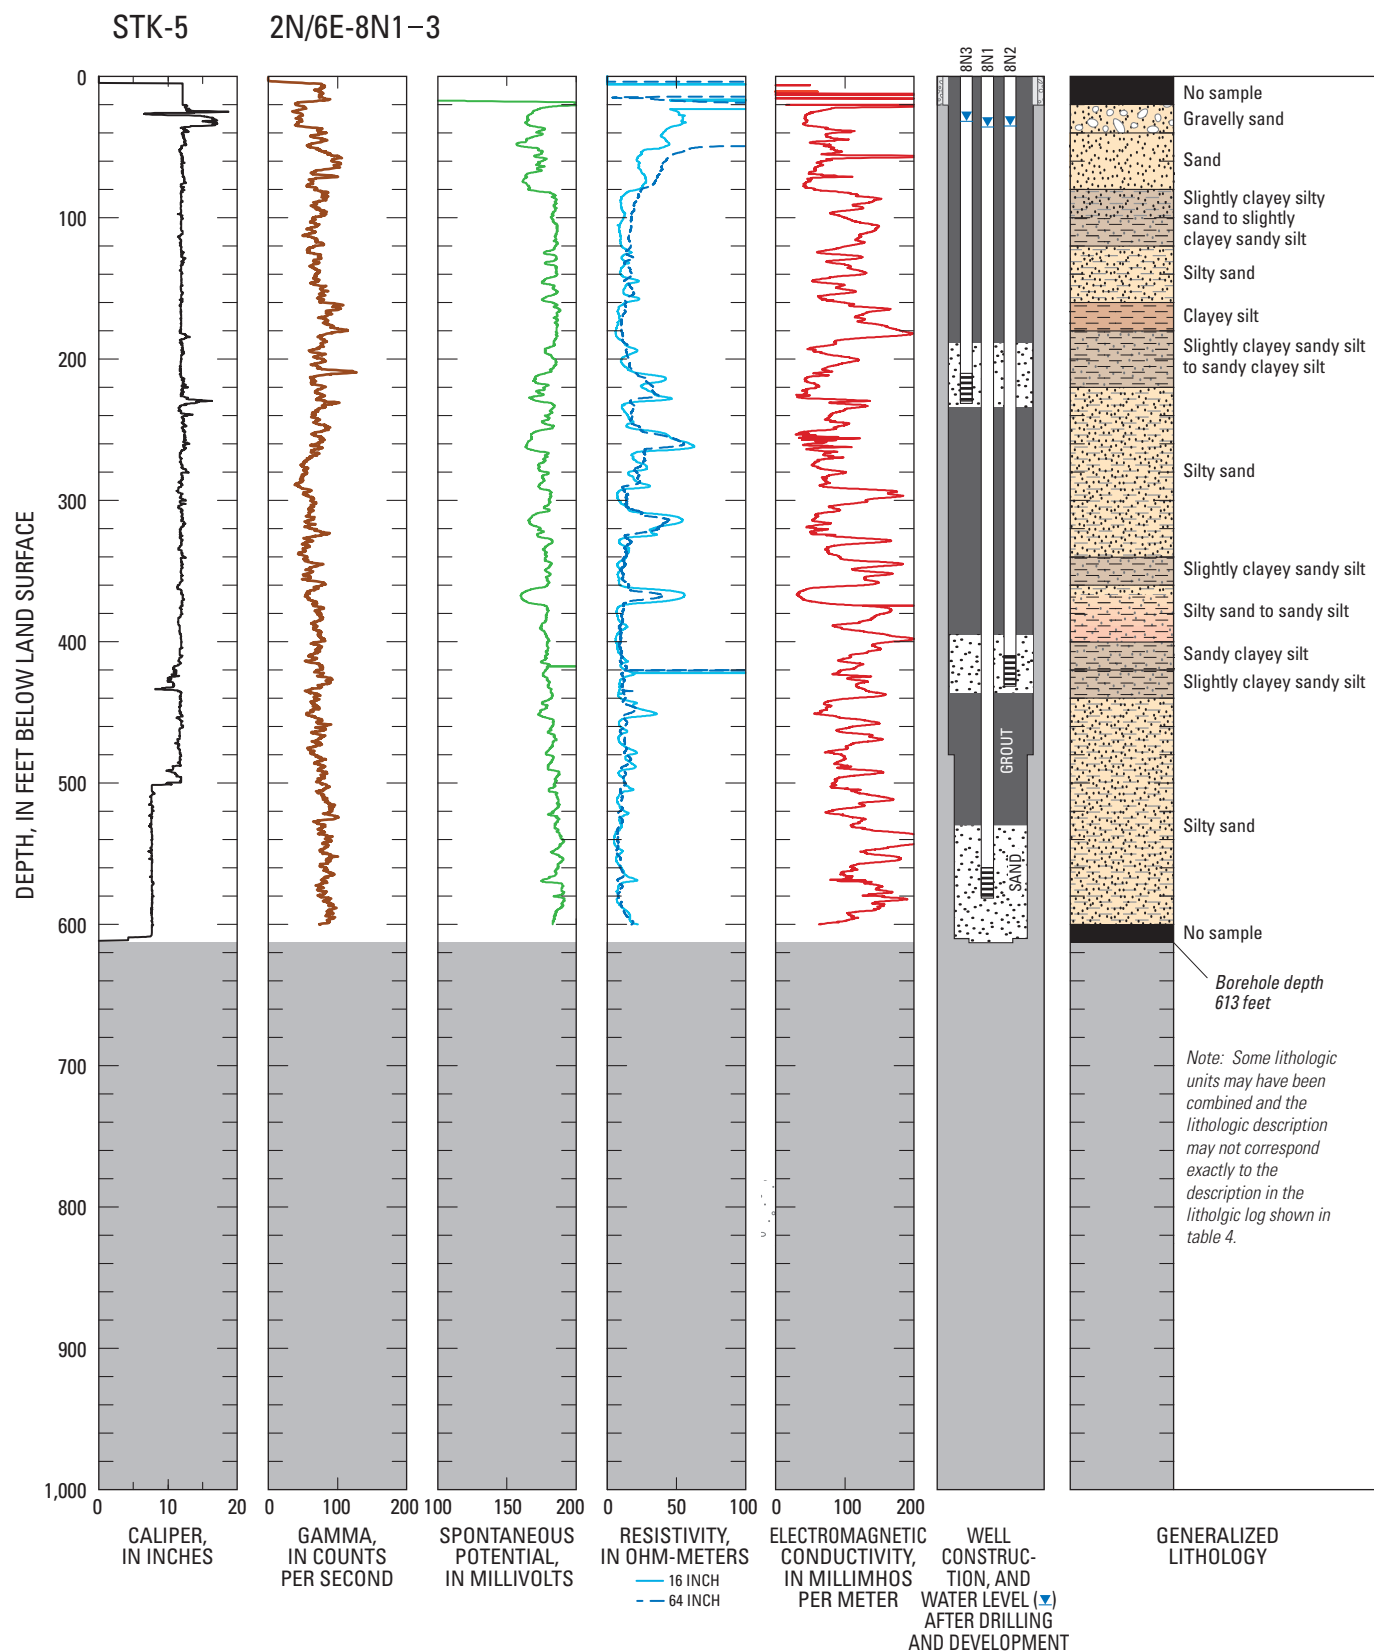 STK-5
2N/6E-8N1–3
8N3
8N1
8N2
DEPTH, IN FEET BELOW LAND SURFACE
0
100
200
300
400
500
600
700
800
900
1,000
0 10 20
0 100 200
100 200
0 50 100
0 100 200
CALIPER,
IN INCHES
GAMMA,
IN COUNTS
PER SECOND
SPONTANEOUS
POTENTIAL,
IN MILLIVOLTS
RESISTIVITY,
IN OHM-METERS
16 INCH
64 INCH
ELECTROMAGNETIC
CONDUCTIVITY,
IN MILLIMHOS
PER METER
GROUT
SAND
WELL
CONSTRUC-
TION, AND
WATER LEVEL ( )
AFTER DRILLING
AND DEVELOPMENT
No sample
Gravelly sand
Sand
Slightly clayey silty
sand to slightly
clayey sandy silt
Silty sand
Clayey silt
Slightly clayey sandy silt
to sandy clayey silt
Silty sand
Slightly clayey sandy silt
Silty sand to sandy silt
Sandy clayey silt
Slightly clayey sandy silt
Silty sand
No sample
Borehole depth
613 feet
Note: Some lithologic
units may have been
combined and the
lithologic description
may not correspond
exactly to the
description in the
litholgic log shown in
table 4.
GENERALIZED
LITHOLOGY